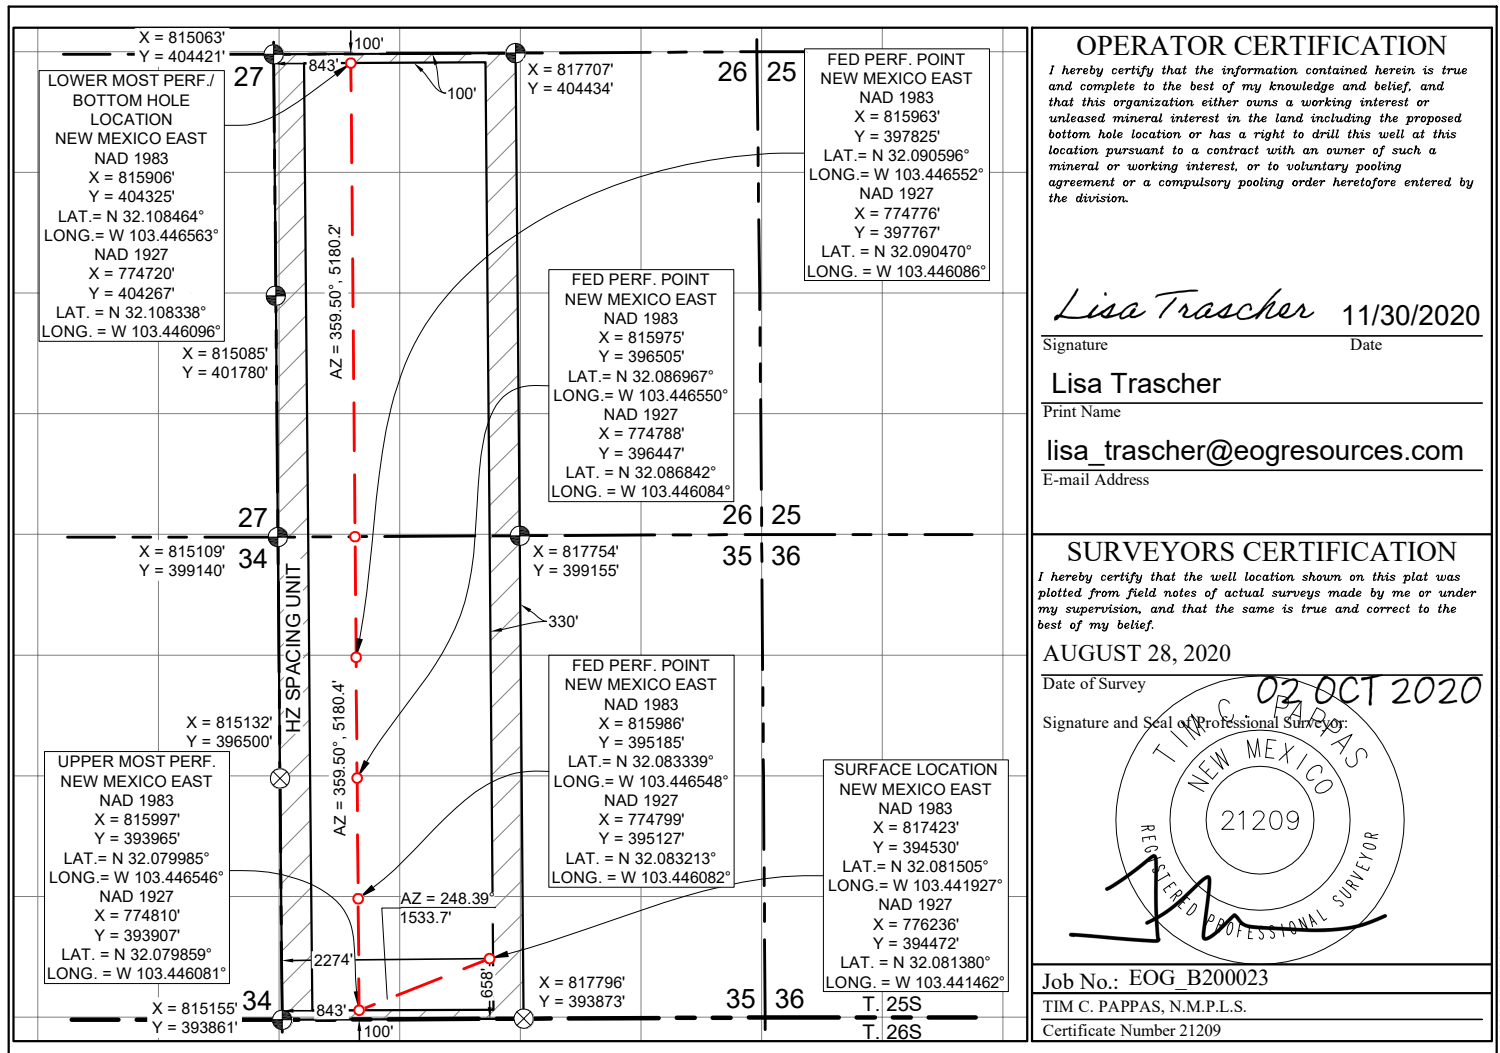 X = 815063'
Y = 404421'
100'
843'
100'
27
26
25
X = 817707'
Y = 404434'
LOWER MOST PERF./
BOTTOM HOLE
LOCATION
NEW MEXICO EAST
NAD 1983
X = 815906'
Y = 404325'
LAT.= N 32.108464°
LONG.= W 103.446563°
NAD 1927
X = 774720'
Y = 404267'
LAT. = N 32.108338°
LONG. = W 103.446096°
FED PERF. POINT
NEW MEXICO EAST
NAD 1983
X = 815963'
Y = 397825'
LAT.= N 32.090596°
LONG.= W 103.446552°
NAD 1927
X = 774776'
Y = 397767'
LAT. = N 32.090470°
LONG. = W 103.446086°
AZ = 359.50°, 5180.2'
X = 815085'
Y = 401780'
FED PERF. POINT
NEW MEXICO EAST
NAD 1983
X = 815975'
Y = 396505'
LAT.= N 32.086967°
LONG.= W 103.446550°
NAD 1927
X = 774788'
Y = 396447'
LAT. = N 32.086842°
LONG. = W 103.446084°
27
34
26
25
35
36
X = 815109'
Y = 399140'
X = 817754'
Y = 399155'
HZ SPACING UNIT
330'
AZ = 359.50°, 5180.4'
X = 815132'
Y = 396500'
FED PERF. POINT
NEW MEXICO EAST
NAD 1983
X = 815986'
Y = 395185'
LAT.= N 32.083339°
LONG.= W 103.446548°
NAD 1927
X = 774799'
Y = 395127'
LAT. = N 32.083213°
LONG. = W 103.446082°
UPPER MOST PERF.
NEW MEXICO EAST
NAD 1983
X = 815997'
Y = 393965'
LAT.= N 32.079985°
LONG.= W 103.446546°
NAD 1927
X = 774810'
Y = 393907'
LAT. = N 32.079859°
LONG. = W 103.446081°
SURFACE LOCATION
NEW MEXICO EAST
NAD 1983
X = 817423'
Y = 394530'
LAT.= N 32.081505°
LONG.= W 103.441927°
NAD 1927
X = 776236'
Y = 394472'
LAT. = N 32.081380°
LONG. = W 103.441462°
AZ = 248.39°
1533.7'
2274'
658'
843'
100'
X = 815155'
Y = 393861'
34
X = 817796'
Y = 393873'
35
36
T. 25S
T. 26S
OPERATOR CERTIFICATION
I hereby certify that the information contained herein is true
and complete to the best of my knowledge and belief, and
that this organization either owns a working interest or
unleased mineral interest in the land including the proposed
bottom hole location or has a right to drill this well at this
location pursuant to a contract with an owner of such a
mineral or working interest, or to voluntary pooling
agreement or a compulsory pooling order heretofore entered by
the division.
Lisa Trascher 11/30/2020
Signature Date
Lisa Trascher
Print Name
lisa_trascher@eogresources.com
E-mail Address
SURVEYORS CERTIFICATION
I hereby certify that the well location shown on this plat was
plotted from field notes of actual surveys made by me or under
my supervision, and that the same is true and correct to the
best of my belief.
AUGUST 28, 2020
Date of Survey
02 OCT 2020
Signature and Seal of Professional Surveyor:
TIM C. PAPPAS
NEW MEXICO
21209
REGISTERED PROFESSIONAL SURVEYOR
Job No.: EOG_B200023
TIM C. PAPPAS, N.M.P.L.S.
Certificate Number 21209